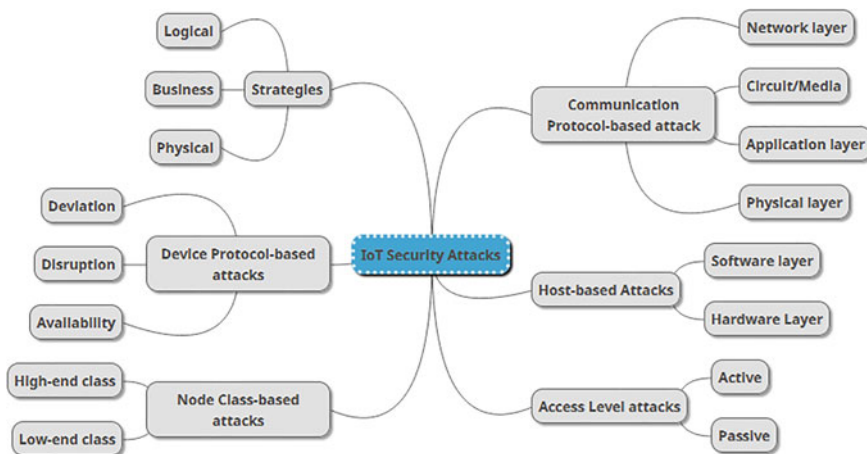 Logical
Business
Physical
Strategies
Deviation
Disruption
Availability
Device Protocol-based
attacks
High-end class
Low-end class
Node Class-based
attacks
IoT Security Attacks
Communication
Protocol-based attack
Network layer
Circuit/Media
Application layer
Physical layer
Host-based Attacks
Software layer
Hardware Layer
Access Level attacks
Active
Passive